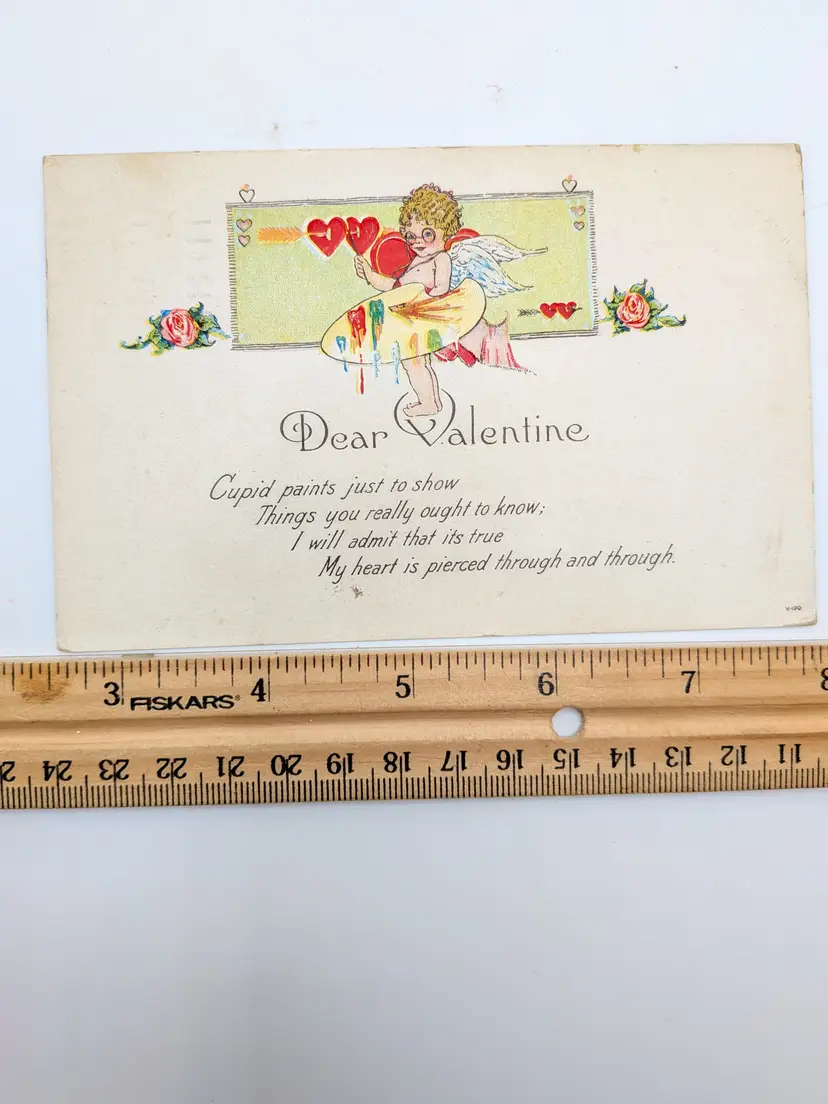 Dear Valentine
Cupid paints just to show
Things you really ought to know;
I will admit that its true
My heart is pierced through and through.
3 FISKARS® 4 5 6 7 8
24 23 22 21 20 19 18 17 16 15 14 13 12 11